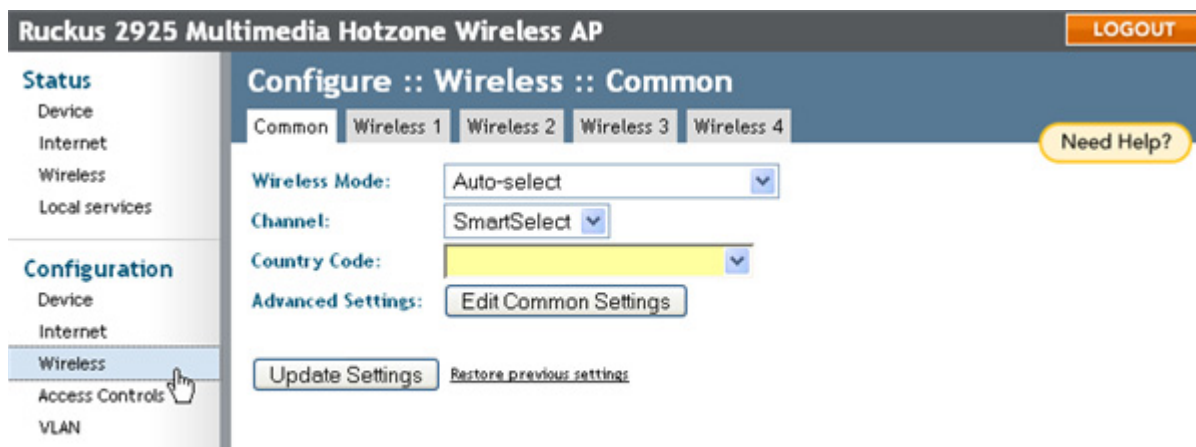 Ruckus 2925 Multimedia Hotzone Wireless AP
LOGOUT
Status
Device
Internet
Wireless
Local services
Configuration
Device
Internet
Wireless
Access Controls
VLAN
Configure :: Wireless :: Common
Common Wireless 1 Wireless 2 Wireless 3 Wireless 4
Need Help?
Wireless Mode: Auto-select
Channel: SmartSelect
Country Code:
Advanced Settings: Edit Common Settings
Update Settings Restore previous settings